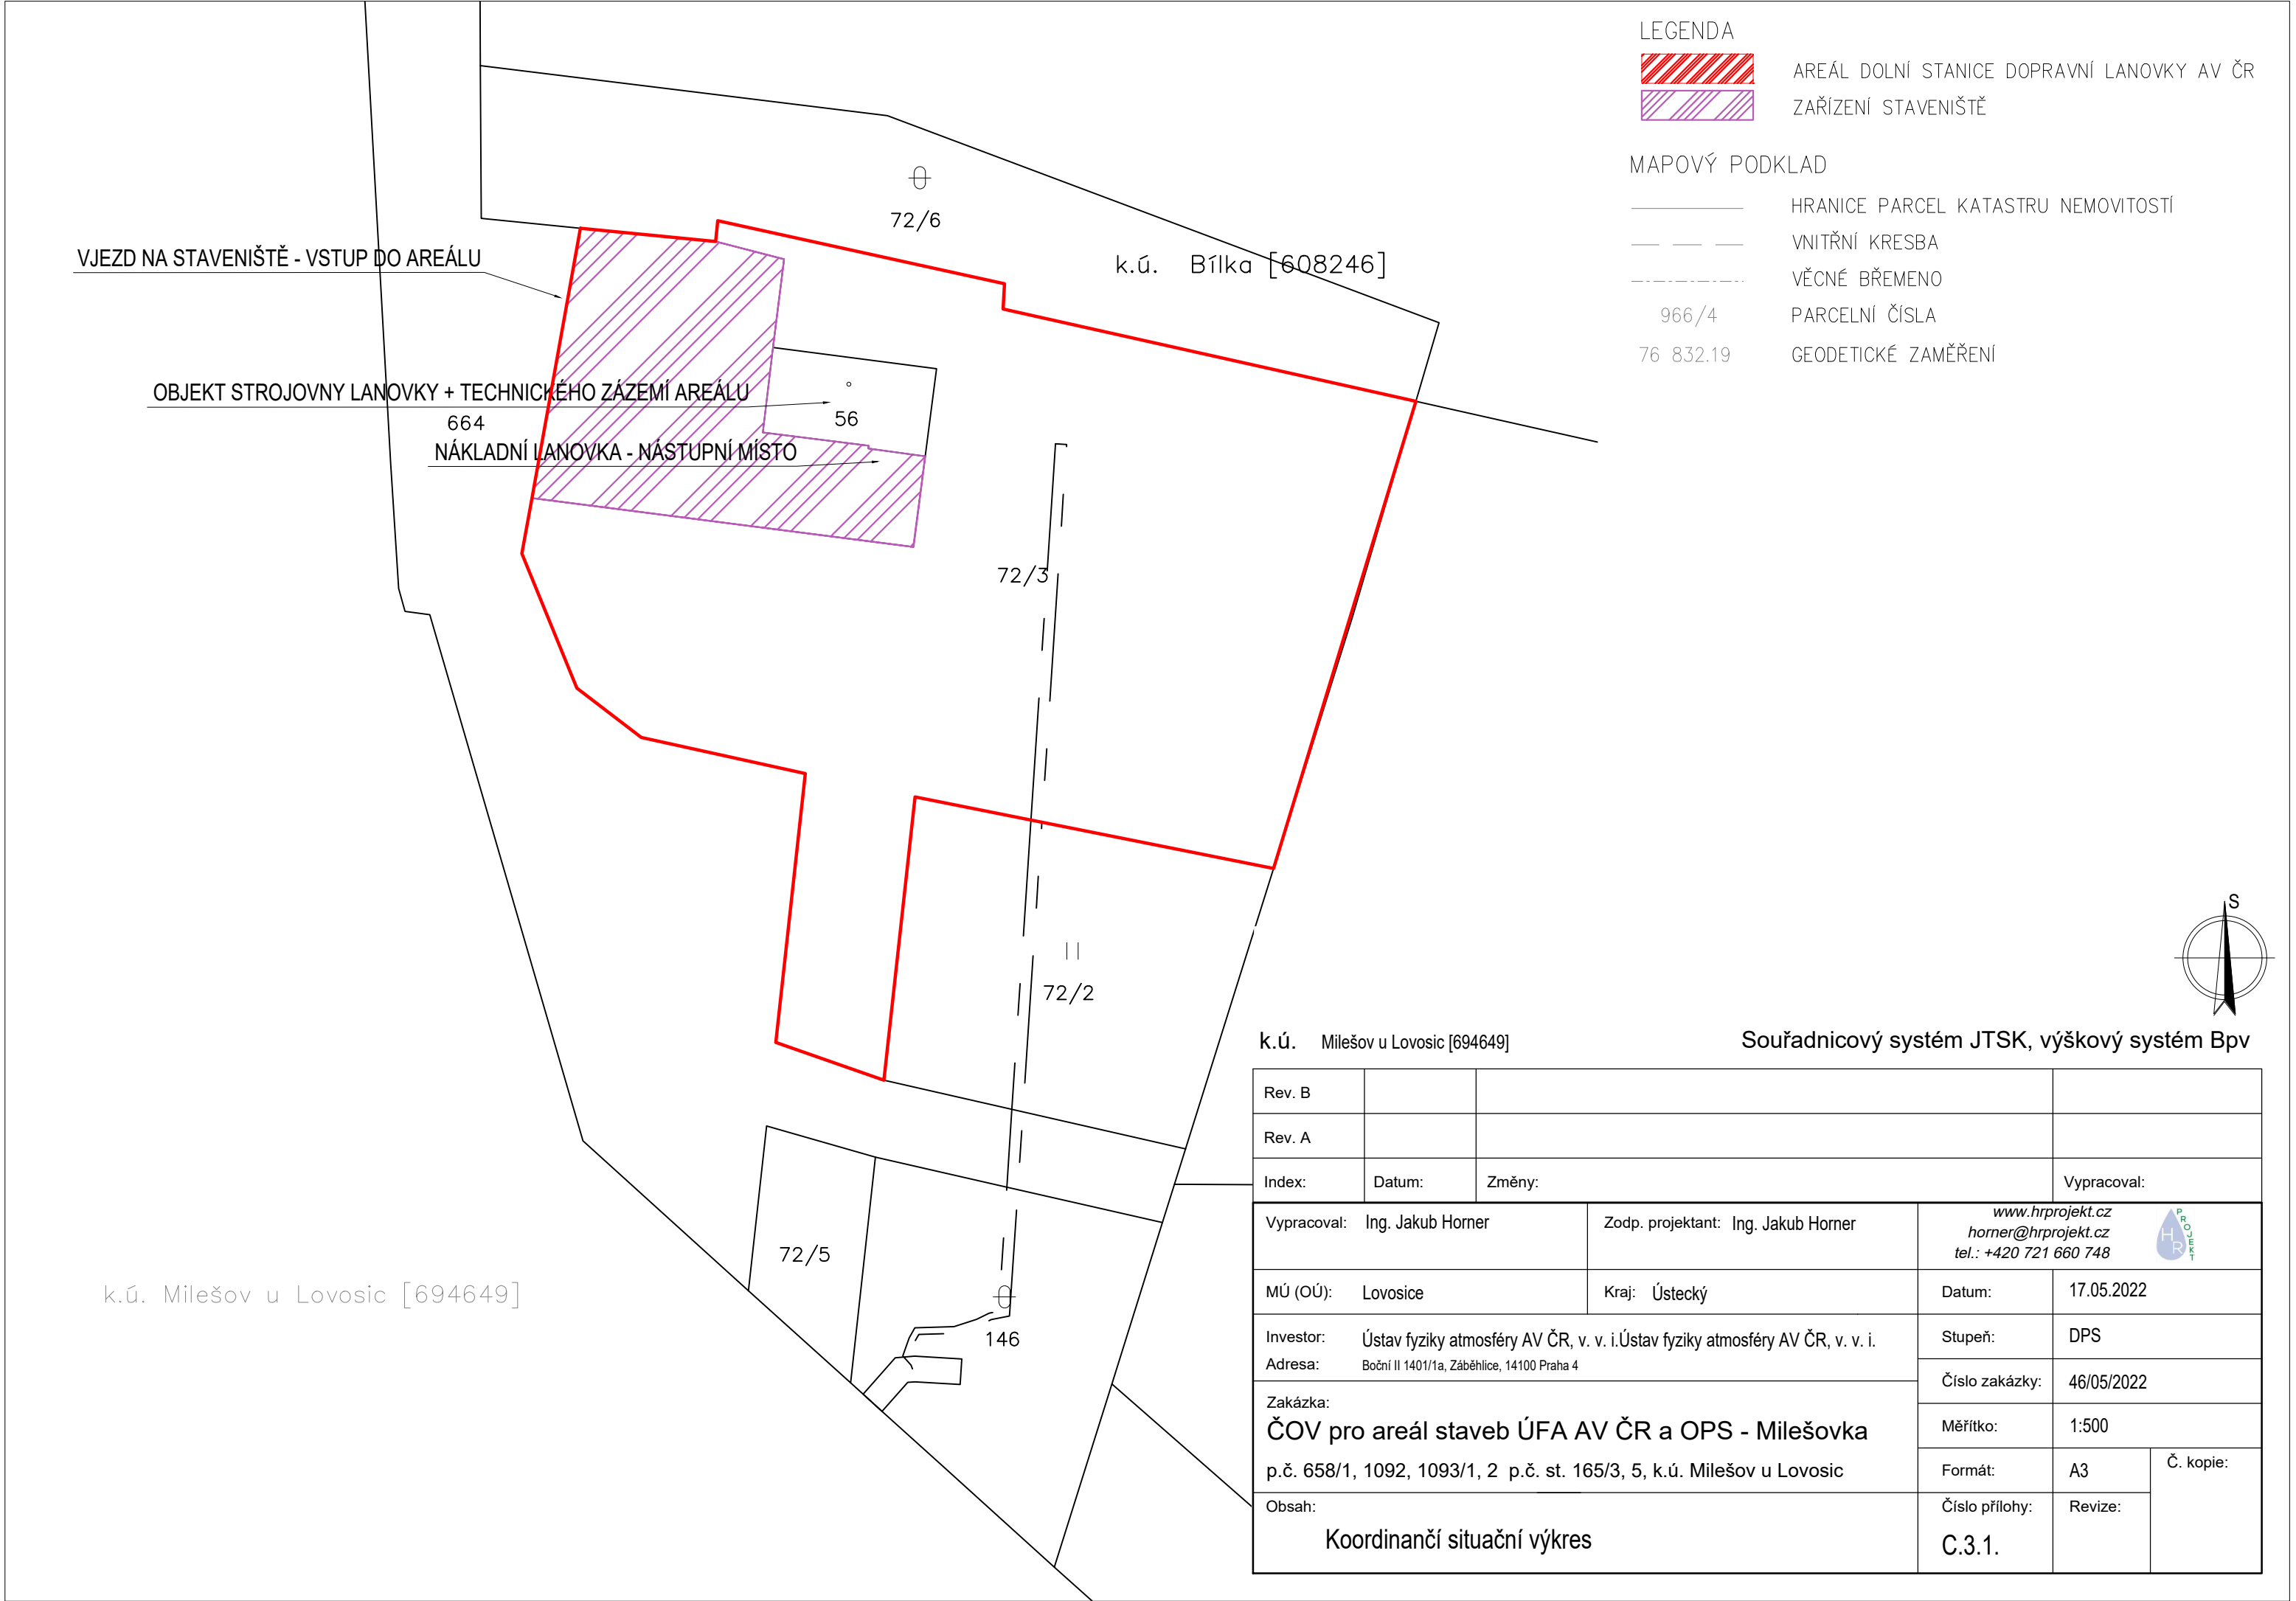 LEGENDA
AREÁL DOLNÍ STANICE DOPRAVNÍ LANOVKY AV ČR
ZAŘÍZENÍ STAVENIŠTĚ
MAPOVÝ PODKLAD
HRANICE PARCEL KATASTRU NEMOVITOSTÍ
VNITŘNÍ KRESBA
VĚCNÉ BŘEMENO
966/4 PARCELNÍ ČÍSLA
76 832.19 GEODETICKÉ ZAMĚŘENÍ
72/6
k.ú. Bílka [608246]
VJEZD NA STAVENIŠTĚ - VSTUP DO AREÁLU
OBJEKT STROJOVNY LANOVKY + TECHNICKÉHO ZÁZEMÍ AREÁLU
664
56
NÁKLADNÍ LANOVKA - NÁSTUPNÍ MÍSTO
72/3
72/2
72/5
146
k.ú. Milešov u Lovosic [694649]
S
k.ú. Milešov u Lovosic [694649]
Souřadnicový systém JTSK, výškový systém Bpv
Rev. B
Rev. A
Index: Datum: Změny: Vypracoval:
Vypracoval: Ing. Jakub Horner
Zodp. projektant: Ing. Jakub Horner
www.hrprojekt.cz
horner@hrprojekt.cz
tel.: +420 721 660 748
HR PROJEKT
MÚ (OÚ): Lovosice
Kraj: Ústecký
Datum: 17.05.2022
Investor: Ústav fyziky atmosféry AV ČR, v. v. i.Ústav fyziky atmosféry AV ČR, v. v. i.
Adresa: Boční II 1401/1a, Záběhlice, 14100 Praha 4
Stupeň: DPS
Číslo zakázky: 46/05/2022
Zakázka:
ČOV pro areál staveb ÚFA AV ČR a OPS - Milešovka
p.č. 658/1, 1092, 1093/1, 2 p.č. st. 165/3, 5, k.ú. Milešov u Lovosic
Měřítko: 1:500
Formát: A3
Č. kopie:
Obsah:
Koordinančí situační výkres
Číslo přílohy:
C.3.1.
Revize: